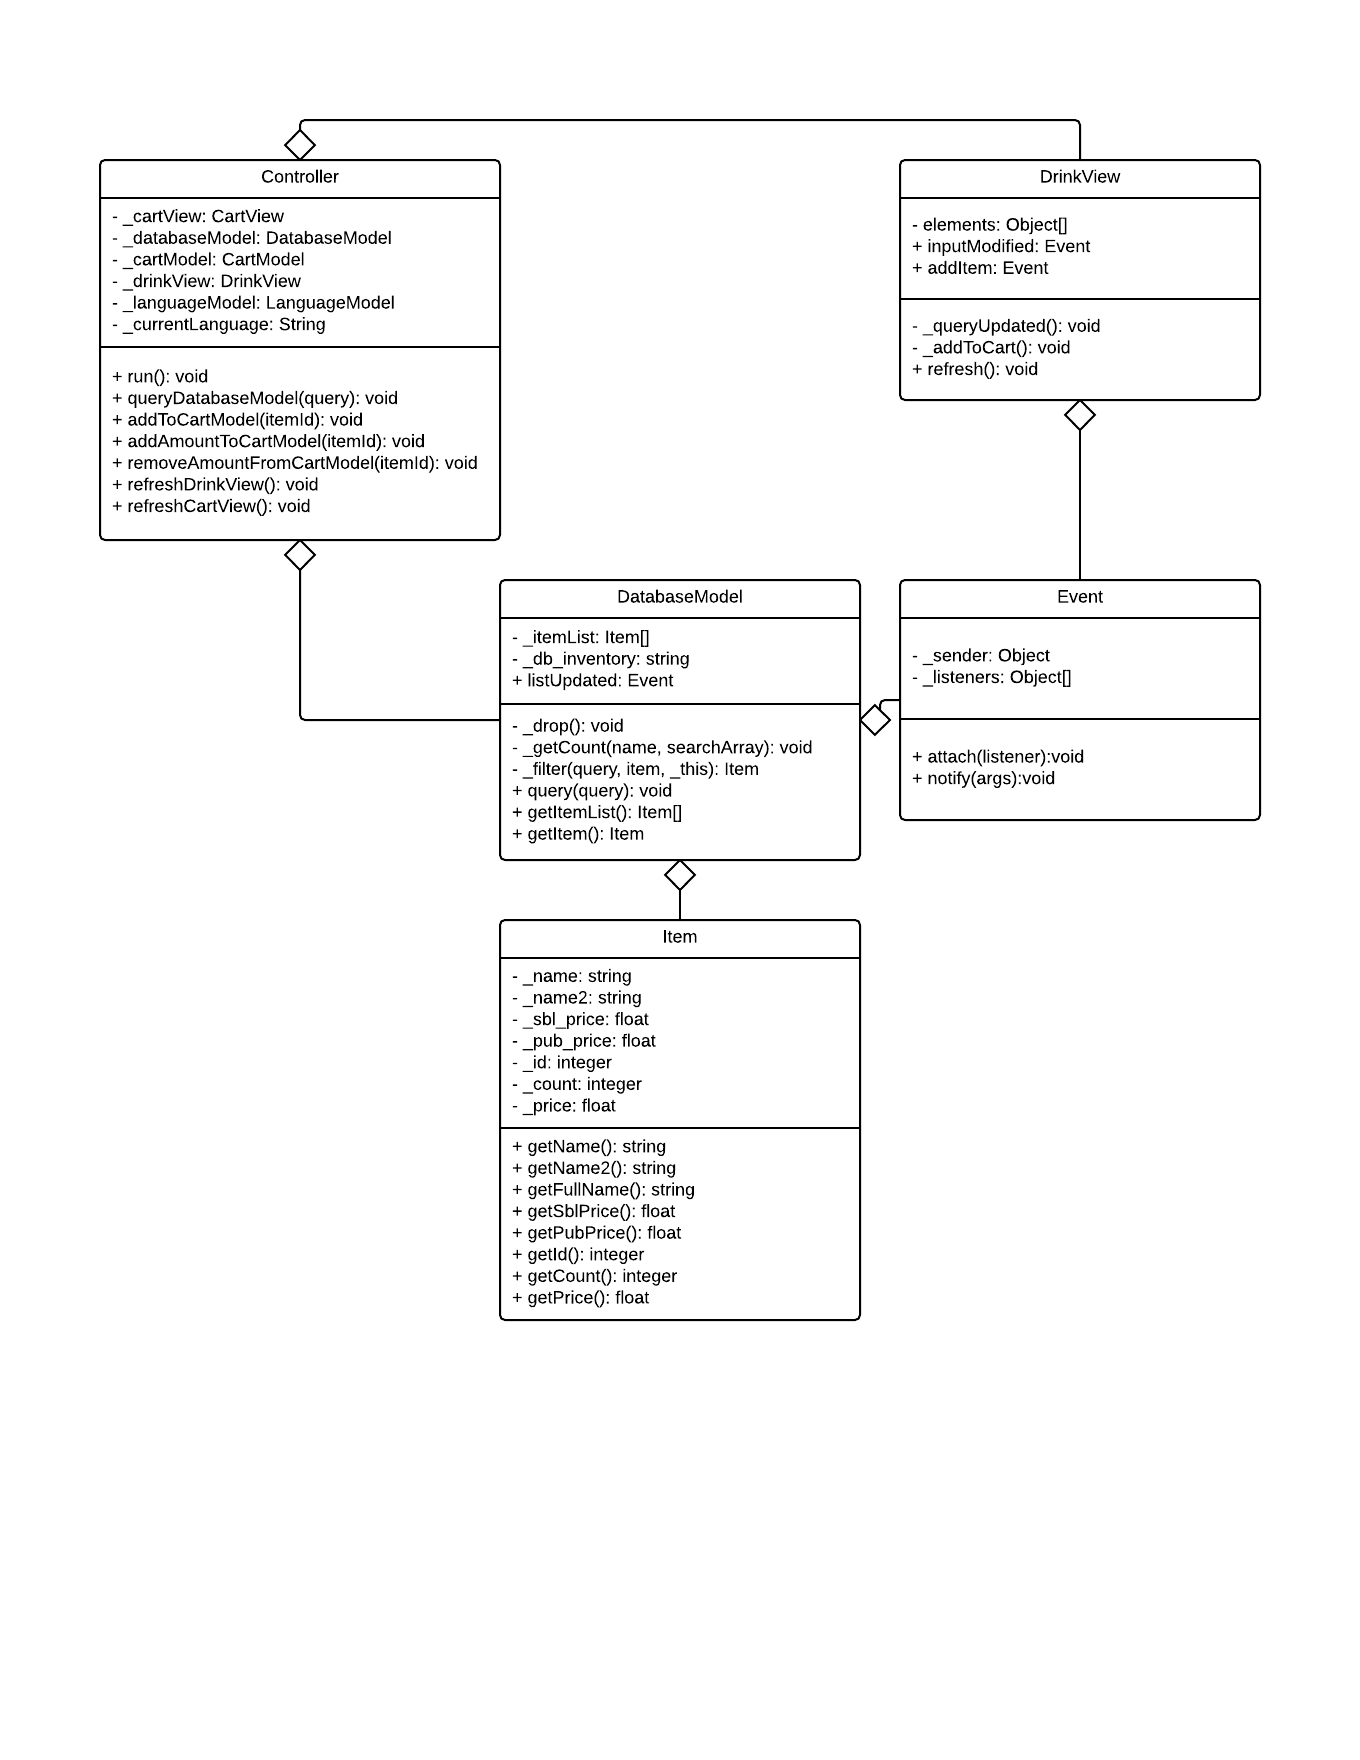 Controller
- _cartView: CartView
- _databaseModel: DatabaseModel
- _cartModel: CartModel
- _drinkView: DrinkView
- _languageModel: LanguageModel
- _currentLanguage: String
+ run(): void
+ queryDatabaseModel(query): void
+ addToCartModel(itemId): void
+ addAmountToCartModel(itemId): void
+ removeAmountFromCartModel(itemId): void
+ refreshDrinkView(): void
+ refreshCartView(): void
DrinkView
- elements: Object[]
+ inputModified: Event
+ addItem: Event
- _queryUpdated(): void
- _addToCart(): void
+ refresh(): void
DatabaseModel
- _itemList: Item[]
- _db_inventory: string
+ listUpdated: Event
- _drop(): void
- _getCount(name, searchArray): void
- _filter(query, item, _this): Item
+ query(query): void
+ getItemList(): Item[]
+ getItem(): Item
Event
- _sender: Object
- _listeners: Object[]
+ attach(listener):void
+ notify(args):void
Item
- _name: string
- _name2: string
- _sbl_price: float
- _pub_price: float
- _id: integer
- _count: integer
- _price: float
+ getName(): string
+ getName2(): string
+ getFullName(): string
+ getSblPrice(): float
+ getPubPrice(): float
+ getId(): integer
+ getCount(): integer
+ getPrice(): float